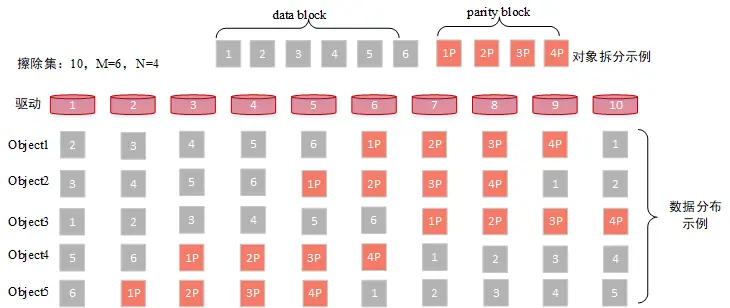 data block
parity block
1 2 3 4 5 6 1P 2P 3P 4P 对象拆分示例
擦除集：10，M=6，N=4
驱动 1 2 3 4 5 6 7 8 9 10
Object1 2 3 4 5 6 1P 2P 3P 4P 1
Object2 3 4 5 6 1P 2P 3P 4P 1 2
Object3 1 2 3 4 5 6 1P 2P 3P 4P
Object4 5 6 1P 2P 3P 4P 1 2 3 4
Object5 6 1P 2P 3P 4P 1 2 3 4 5
数据分布
示例